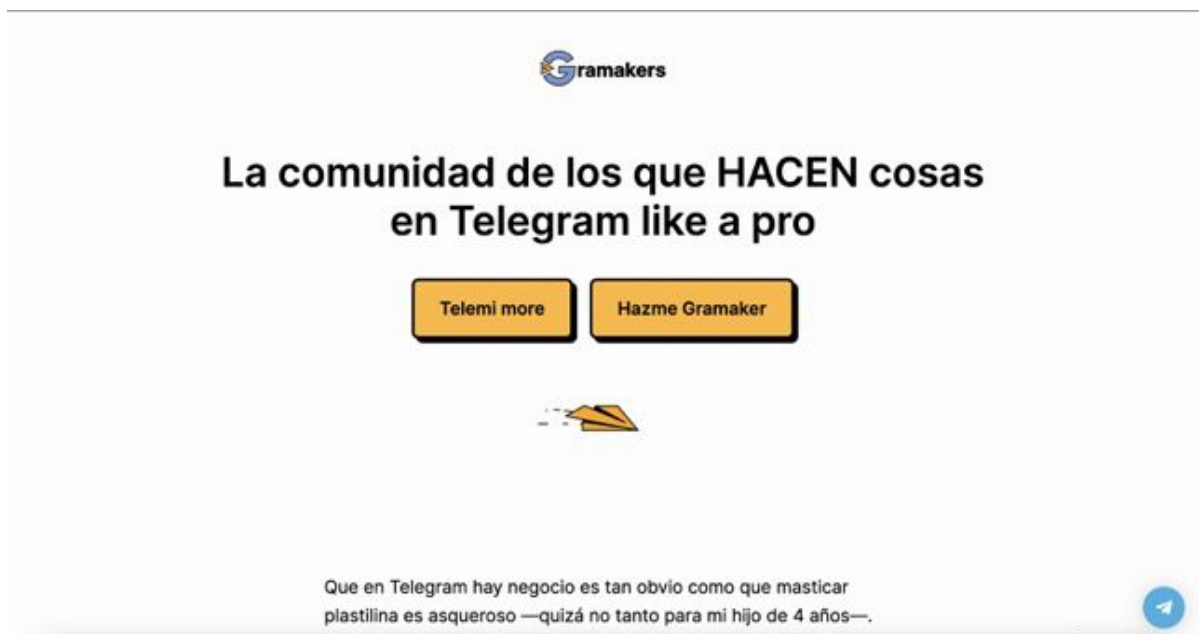 Gramakers
La comunidad de los que HACEN cosas
en Telegram like a pro
Telemi more
Hazme Gramaker
Que en Telegram hay negocio es tan obvio como que masticar
plastilina es asqueroso —quizá no tanto para mi hijo de 4 años—.